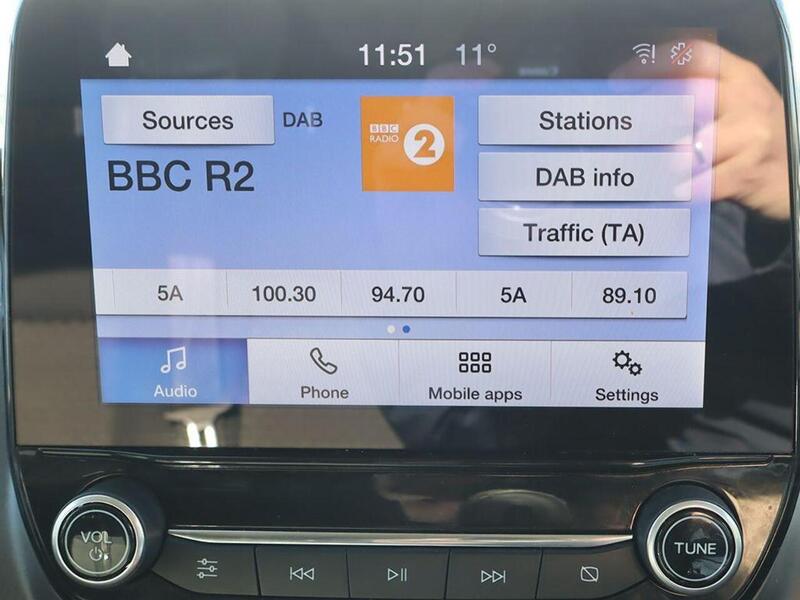 11:51 11°
Sources DAB
BBC
RADIO 2
Stations
BBC R2
DAB info
Traffic (TA)
5A 100.30 94.70 5A 89.10
Audio Phone Mobile apps Settings
VOL
TUNE